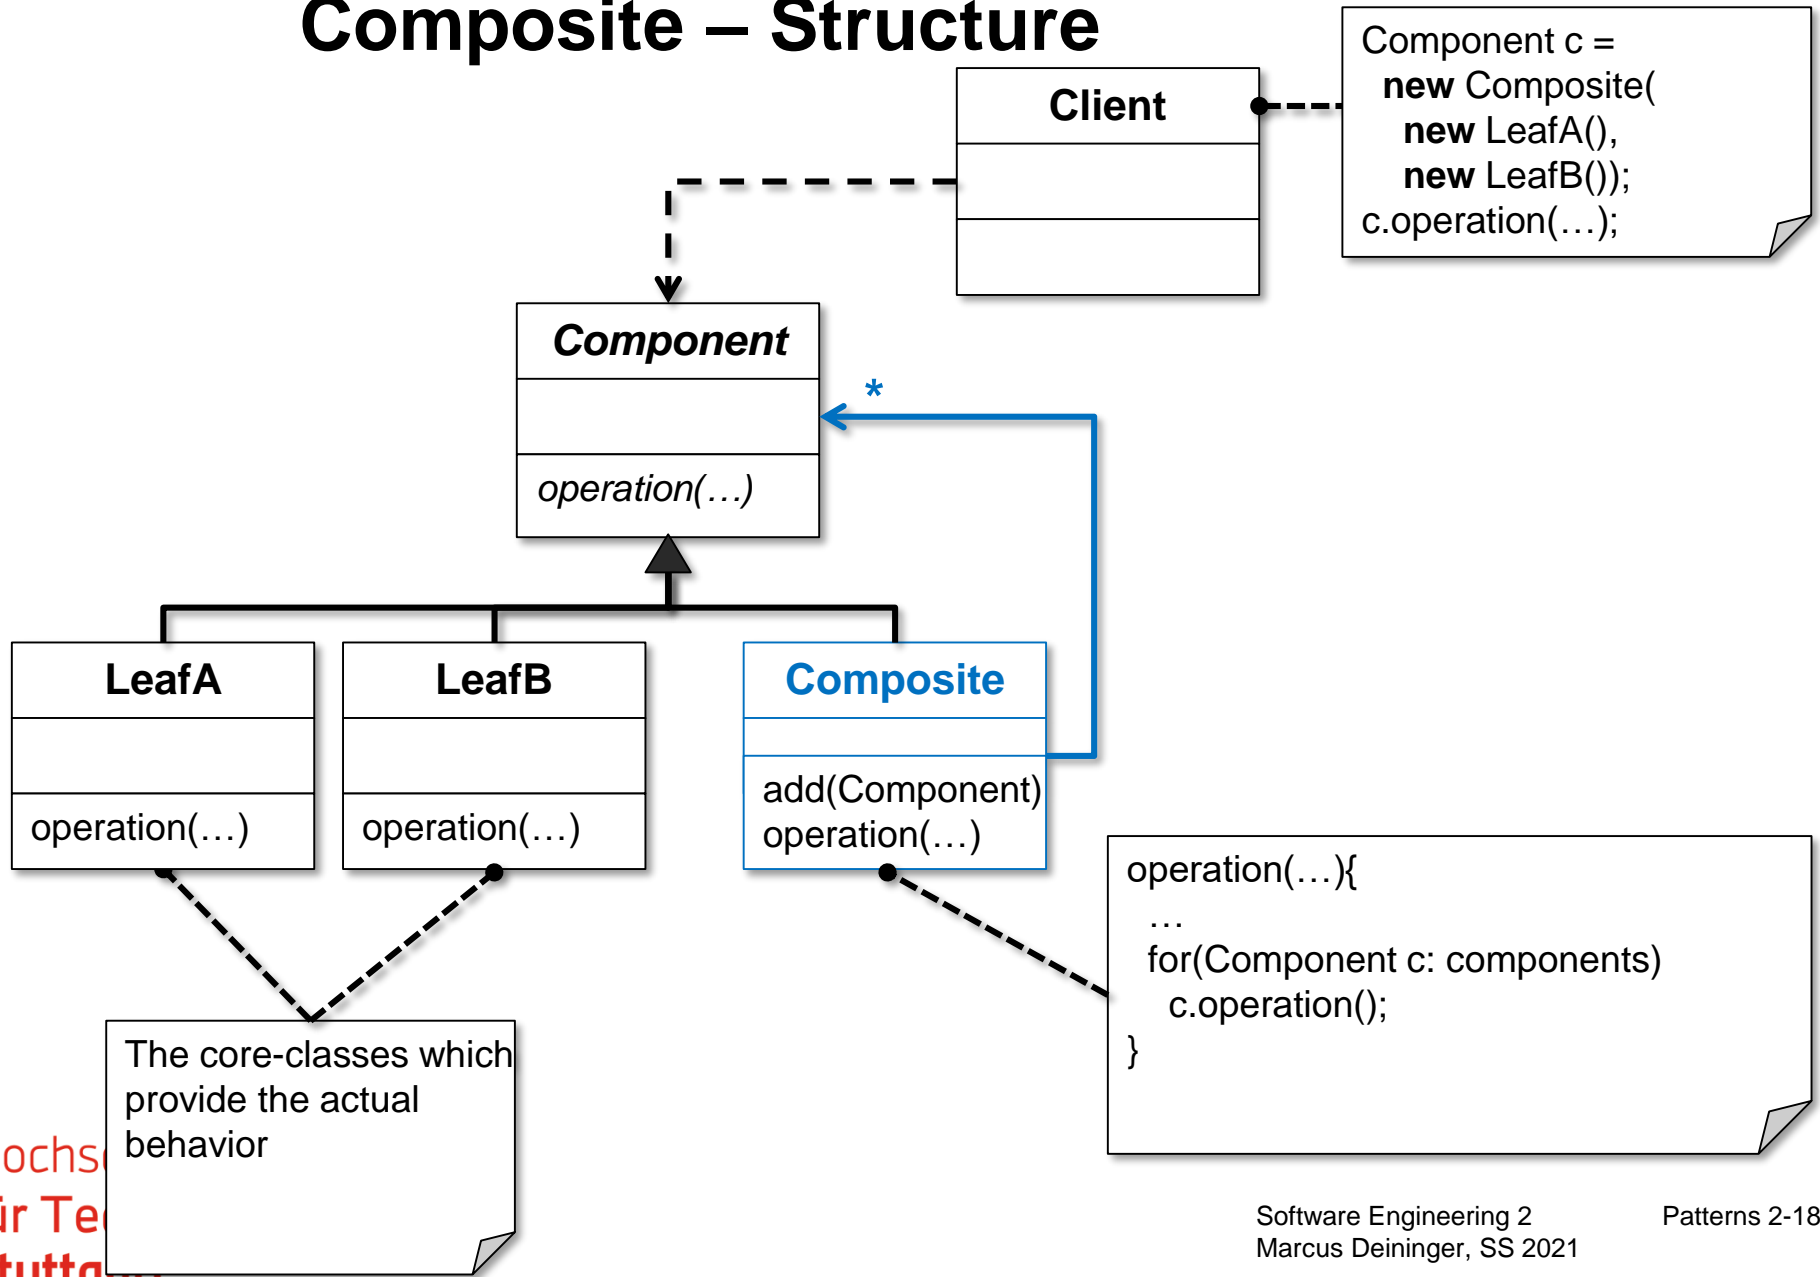 Composite – Structure
Component c =
new Composite(
new LeafA(),
new LeafB());
c.operation(…);
Client
Component
*
operation(…)
LeafA
LeafB
Composite
operation(…)
operation(…)
add(Component)
operation(…)
operation(…){
…
for(Component c: components)
c.operation();
}
The core-classes which
provide the actual
behavior
Software Engineering 2
Marcus Deininger, SS 2021
Patterns 2-18